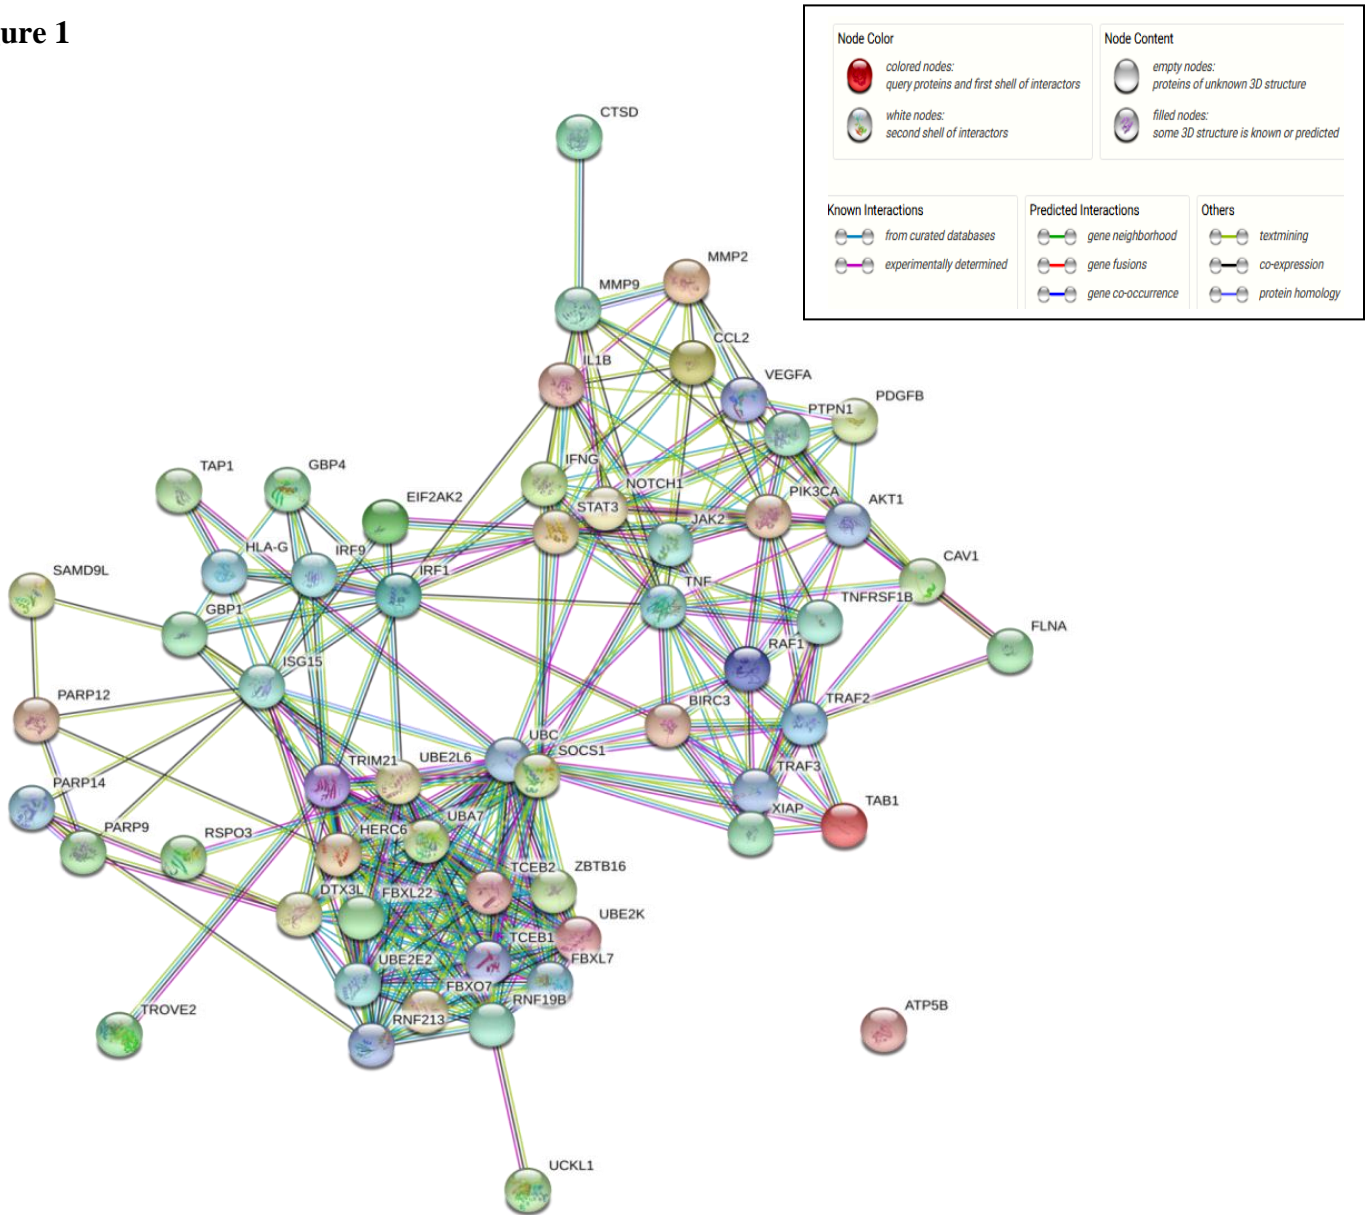 ure 1
Node Color
colored nodes:
query proteins and first shell of interactors
white nodes:
second shell of interactors
Node Content
empty nodes:
proteins of unknown 3D structure
filled nodes:
some 3D structure is known or predicted
Known Interactions
from curated databases
experimentally determined
Predicted Interactions
gene neighborhood
gene fusions
gene co-occurrence
Others
textmining
co-expression
protein homology
CTSD
MMP2
MMP9
CCL2
IL1B
VEGFA
PDGFB
PTPN1
IFNG
TAP1
GBP4
NOTCH1
PIK3CA
EIF2AK2
AKT1
STAT3
JAK2
HLA-G
IRF9
CAV1
SAMD9L
IRF1
TNF
TNFRSF1B
GBP1
FLNA
RAF1
ISG15
PARP12
BIRC3
TRAF2
UBC
SOCS1
TRIM21
UBE2L6
TRAF3
PARP14
XIAP
TAB1
UBA7
PARP9
RSPO3
HERC6
TCEB2
ZBTB16
DTX3L
FBXL22
UBE2K
TCEB1
UBE2E2
FBXL7
FBXO7
RNF19B
TROVE2
RNF213
ATP5B
UCKL1